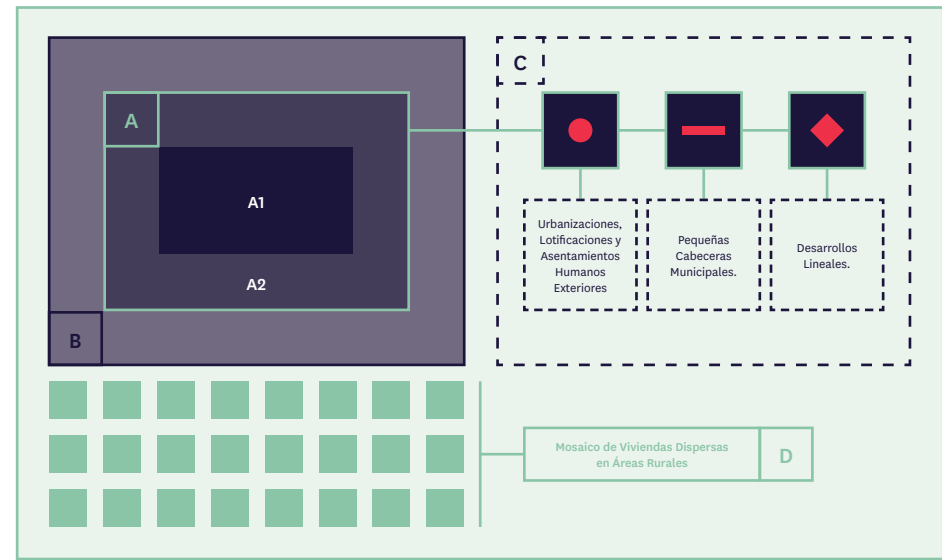 A
A1
A2
B
C
Urbanizaciones,
Lotificaciones y
Asentamientos
Humanos
Exteriores
Pequeñas
Cabeceras
Municipales.
Desarrollos
Lineales.
Mosaico de Viviendas Dispersas
en Áreas Rurales
D